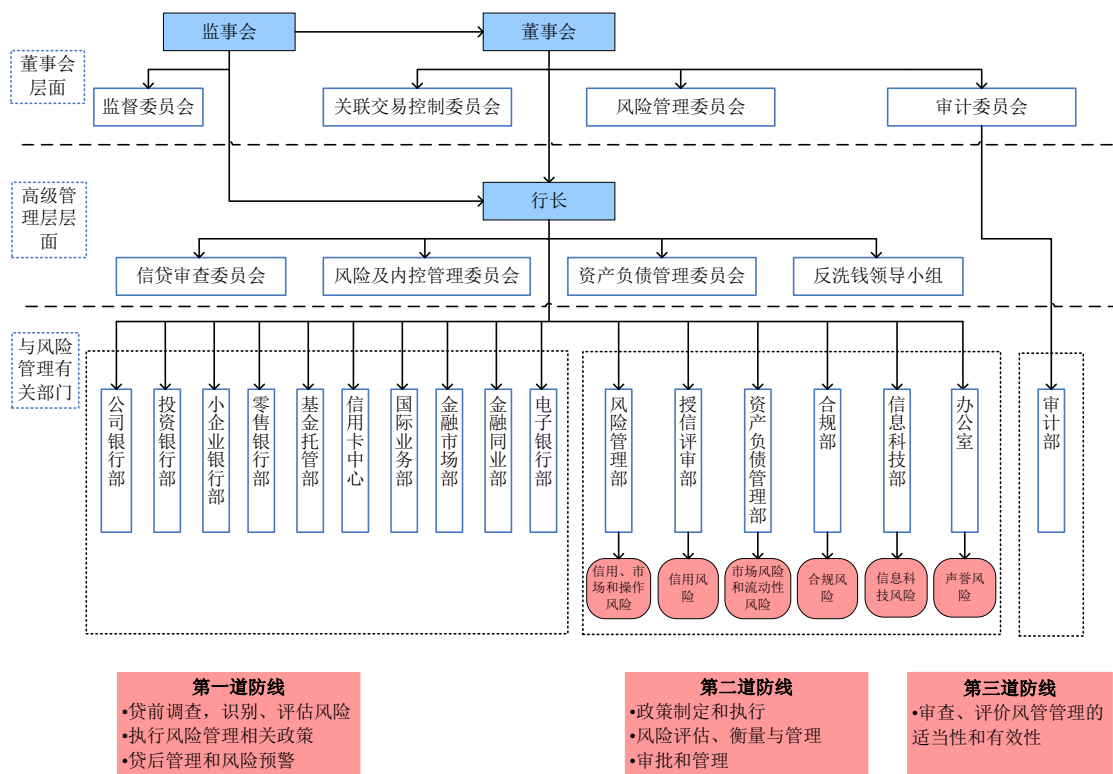 监事会
董事会
董事会
层面
监督委员会
关联交易控制委员会
风险管理委员会
审计委员会
高级管
理层层
面
行长
信贷审查委员会
风险及内控管理委员会
资产负债管理委员会
反洗钱领导小组
与风险
管理有
关部门
公司银行部
投资银行部
小企业银行部
零售银行部
基金托管部
信用卡中心
国际业务部
金融市场部
金融同业部
电子银行部
风险管理部
授信评审部
资产负债管理部
合规部
信息科技部
办公室
审计部
信用、市
场和操作
风险
信用风
险
市场风险
和流动性
风险
合规风
险
信息科
技风险
声誉风
险
第一道防线
•贷前调查，识别、评估风险
•执行风险管理相关政策
•贷后管理和风险预警
第二道防线
•政策制定和执行
•风险评估、衡量与管理
•审批和管理
第三道防线
•审查、评价风管管理的
适当性和有效性